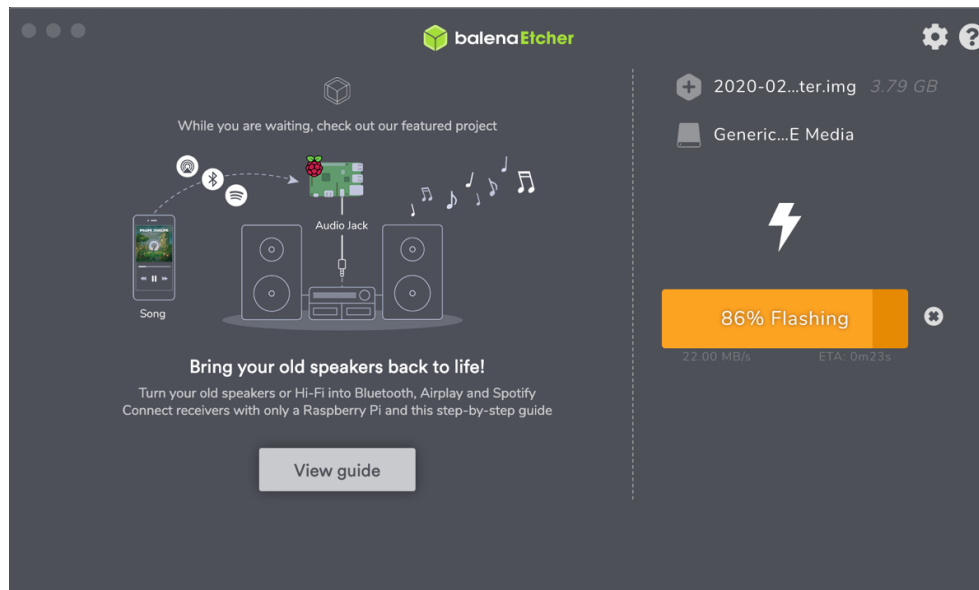 balenaEtcher
?
While you are waiting, check out our featured project
Audio Jack
Song
Bring your old speakers back to life!
Turn your old speakers or Hi-Fi into Bluetooth, Airplay and Spotify
Connect receivers with only a Raspberry Pi and this step-by-step guide
View guide
2020-02...ter.img 3.79 GB
Generic...E Media
86% Flashing
22.00 MB/s ETA: 0m23s